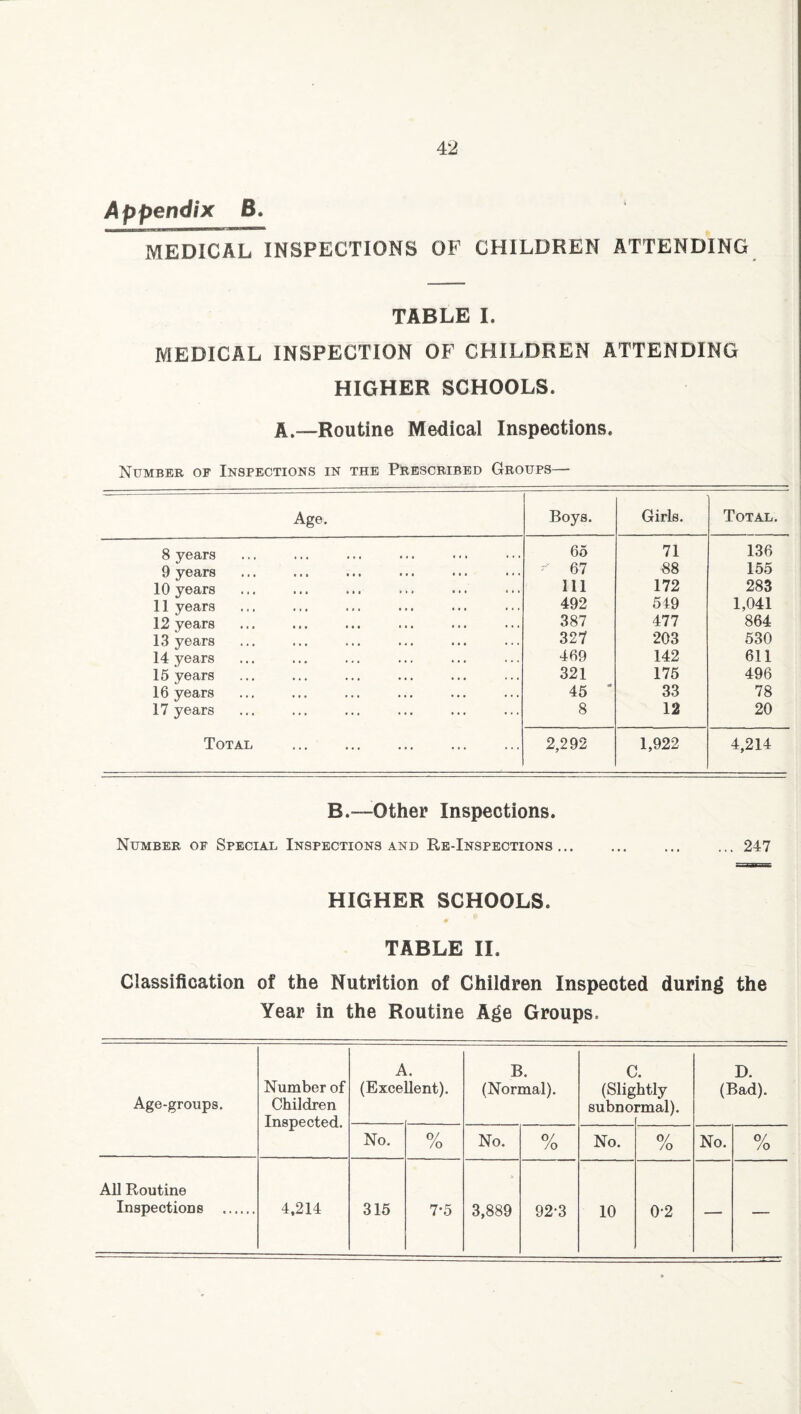 42
Appendix B.
MEDICAL INSPECTIONS OF CHILDREN ATTENDING
TABLE I.
MEDICAL INSPECTION OF CHILDREN ATTENDING
HIGHER SCHOOLS.
A.—Routine Medical Inspections.
Number of Inspections in the Prescribed Groups—
Age. Boys. Girls. Total.
8 years ... ... ... ... ... ... 65 71 136
9 years ... ... ... ... ... ... 67 88 155
10 years ... ... ... ... ... ... 111 172 283
11 years ... ... ... ... ... ... 492 549 1,041
12 years ... ... ... ... ... ... 387 477 864
13 years ... ... ... ... ... ... 327 203 530
14 years ... ... ... ... ... ... 469 142 611
15 years ... ... ... ... ... ... 321 175 496
16 years ... ... ... ... ... ... 45 33 78
17 years ... ... ... ... ... ... 8 12 20
Total ... ... ... ... ... 2,292 1,922 4,214
B.—Other Inspections.
Number of Special Inspections and Re-Inspections ... ... ... ... 247
HIGHER SCHOOLS.
TABLE II.
Classification of the Nutrition of Children Inspected during the
Year in the Routine Age Groups.
Age-groups. Number of Children Inspected. A. (Excellent). B. (Normal). C. (Slightly subnormal). D. (Bad).
No. % No. % No. % No. %
All Routine
Inspections ...... 4,214 315 7·5 3,889 92·3 10 0·2 — —